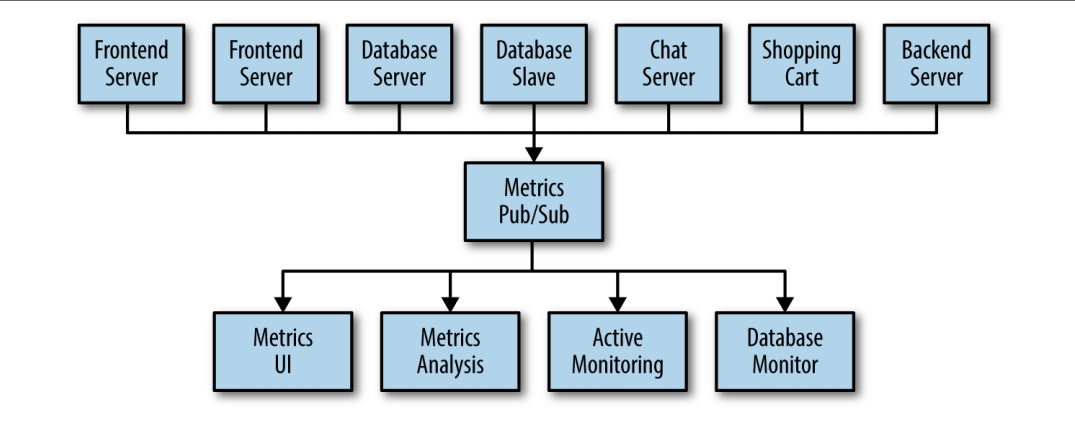 Frontend
Server
Frontend
Server
Database
Server
Database
Slave
Chat
Server
Shopping
Cart
Backend
Server
Metrics
Pub/Sub
Metrics
UI
Metrics
Analysis
Active
Monitoring
Database
Monitor